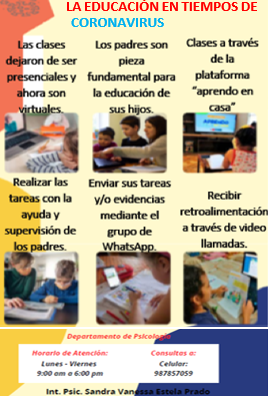 LA EDUCACIÓN EN TIEMPOS DE
CORONAVIRUS
Las clases
dejaron de ser
presenciales y
ahora son
virtuales.
Los padres son
pieza
fundamental para
la educación de
sus hijos.
Clases a través
de la
plataforma
“aprendo en
casa”
APRENDO
Realizar las
tareas con la
ayuda y
supervisión de
los padres.
Enviar sus tareas
y/o evidencias
mediante el
grupo de
WhatsApp.
Recibir
retroalimentación
a través de video
llamadas.
Departamento de Psicología
Horario de Atención:
Lunes - Viernes
9:00 am a 6:00 pm
Consultas a:
Celular:
987857059
Int. Psic. Sandra Vanessa Estela Prado